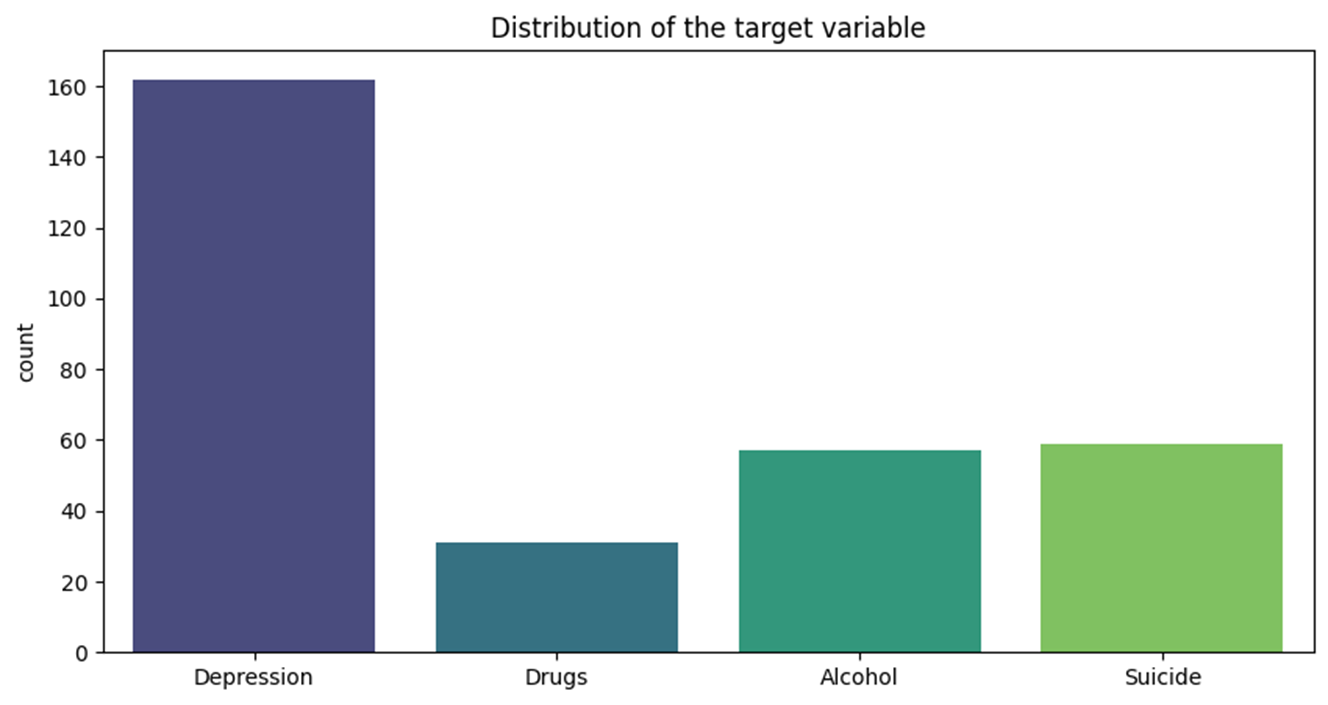 Distribution of the target variable
count
160
140
120
100
80
60
40
20
0
Depression
Drugs
Alcohol
Suicide